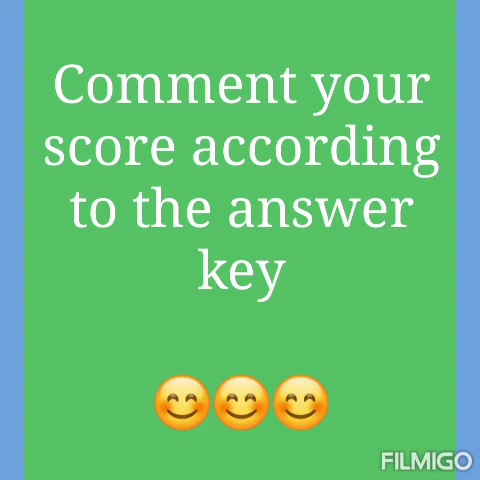 Comment your
score according
to the answer
key
😊😊😊
FILMIGO